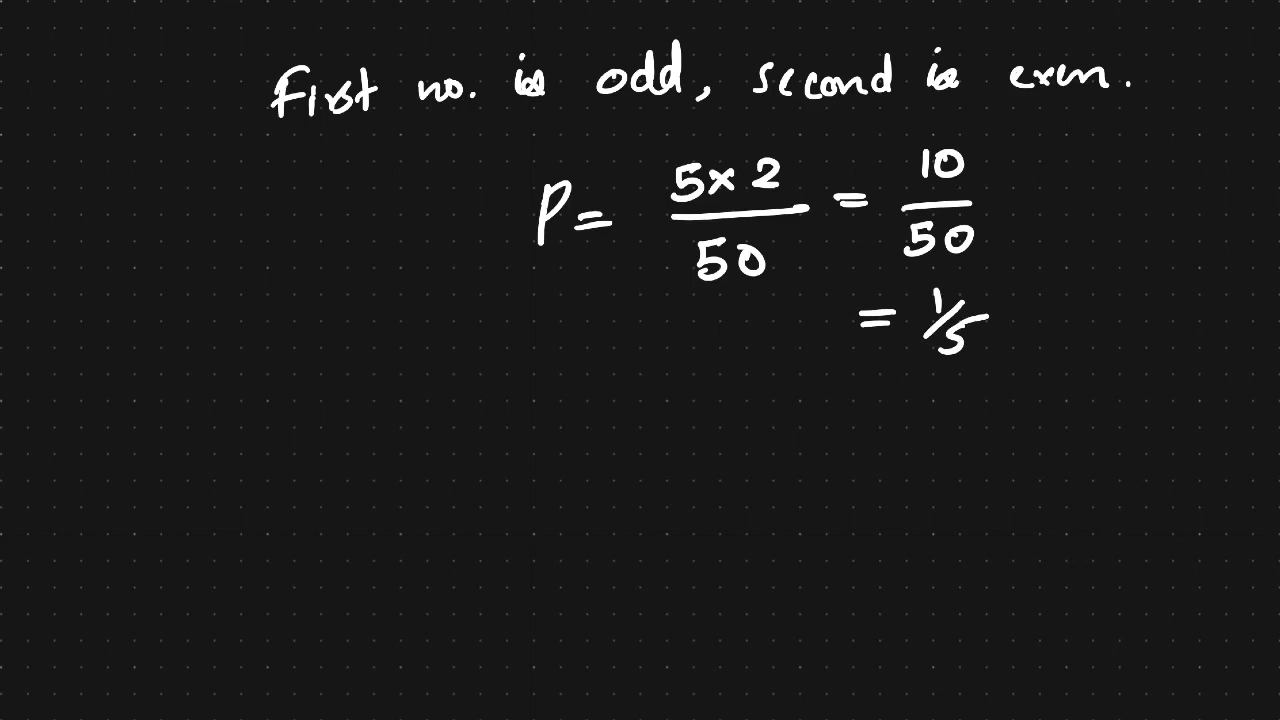 First no. is odd, second is even.
P = 5×2/50 = 10/50
= 1/5